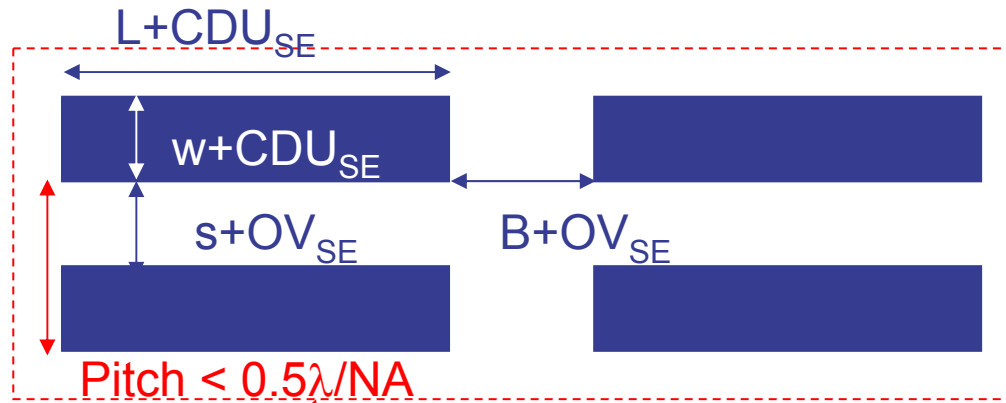 L+CDU_SE
w+CDU_SE
s+OV_SE
B+OV_SE
Pitch < 0.5λ/NA